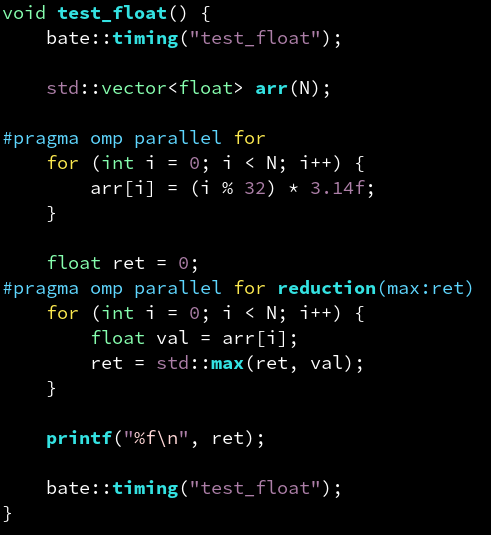 void test_float() {
    bate::timing("test_float");

    std::vector<float> arr(N);

#pragma omp parallel for
    for (int i = 0; i < N; i++) {
        arr[i] = (i % 32) * 3.14f;
    }

    float ret = 0;
#pragma omp parallel for reduction(max:ret)
    for (int i = 0; i < N; i++) {
        float val = arr[i];
        ret = std::max(ret, val);
    }

    printf("%f\n", ret);

    bate::timing("test_float");
}